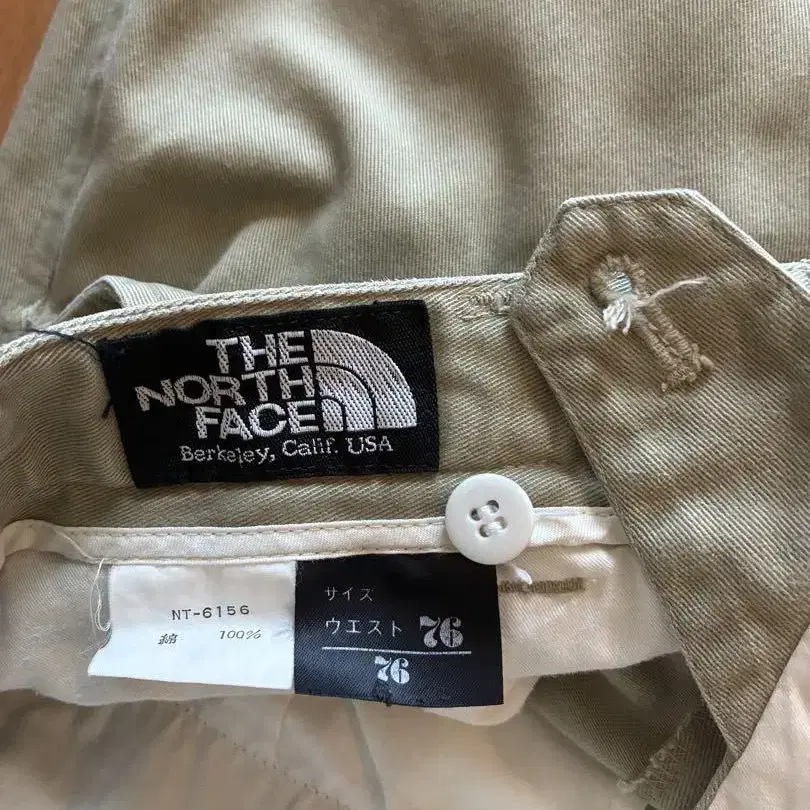 THE
NORTH
FACE
Berkeley, Calif. USA
NT-6156
綿 100%
サイズ
ウエスト 76
76